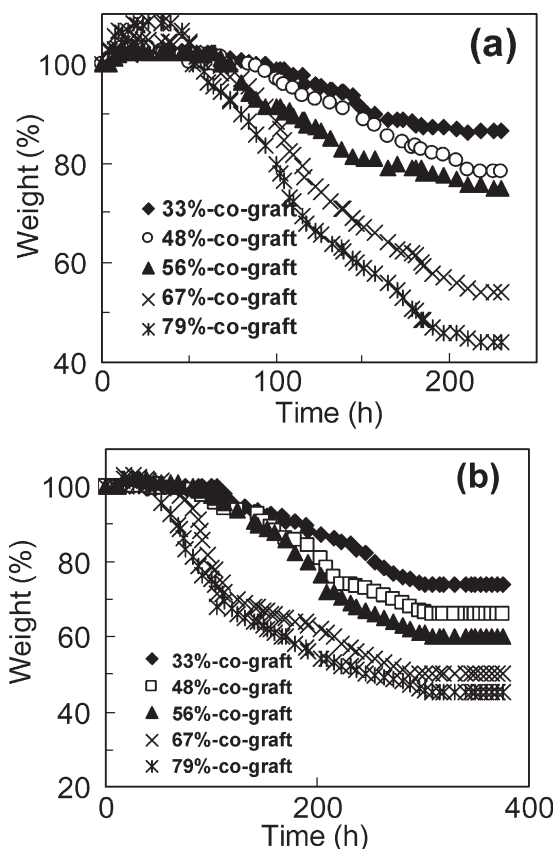 (a)
100
80
60
40
Weight (%)
33%-co-graft
48%-co-graft
56%-co-graft
67%-co-graft
79%-co-graft
0
100
200
Time (h)
(b)
100
80
60
40
20
Weight (%)
33%-co-graft
48%-co-graft
56%-co-graft
67%-co-graft
79%-co-graft
0
200
400
Time (h)